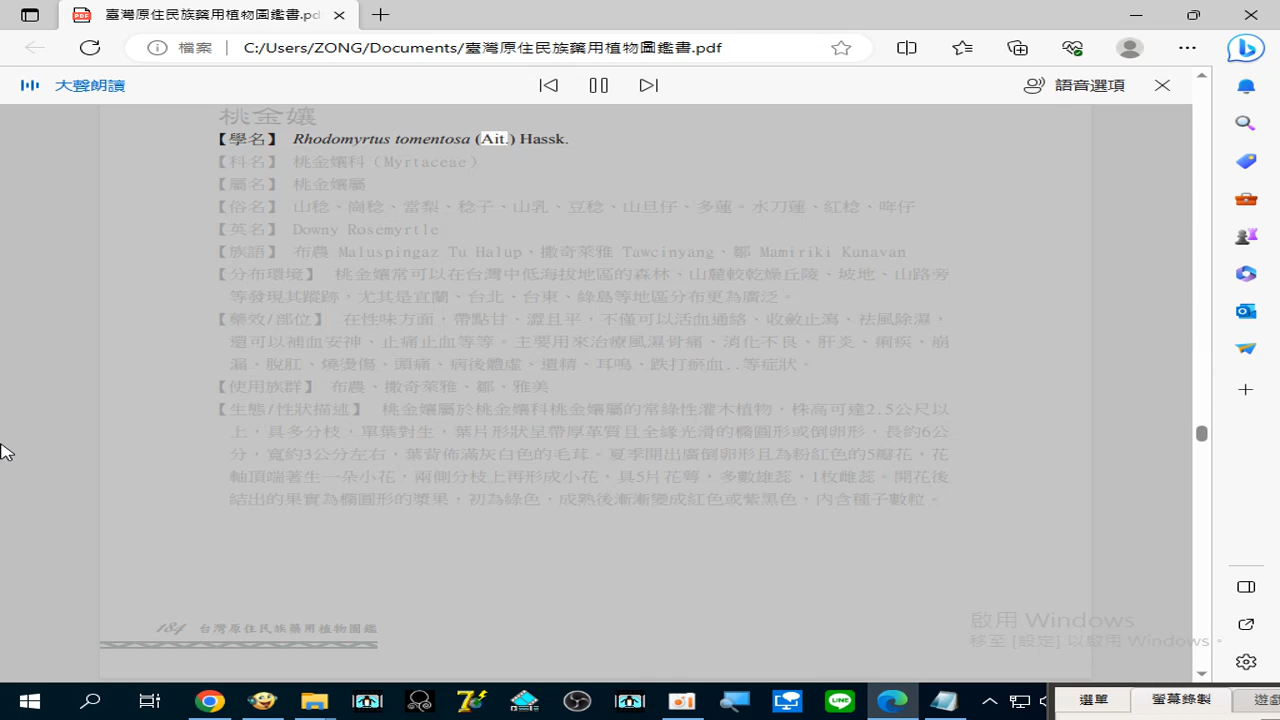 臺灣原住民族藥用植物圖鑑書.pd
檔案 C:/Users/ZONG/Documents/臺灣原住民族藥用植物圖鑑書.pdf
大聲朗讀
語音選項
桃金孃
【學名】 Rhodomyrtus tomentosa (Ait.) Hassk.
【科名】 桃金孃科 (Myrtaceae)
【屬名】 桃金孃屬
【俗名】 山稔、崗稔、當梨、稔子、山乳、豆稔、山旦仔、多蓮。水刀蓮、紅稔、哖仔
【英名】 Downy Rosemyrtle
【族語】 布農 Maluspingaz Tu Halup、撒奇萊雅 Tawcinyang、鄒 Mamiriki Kunavan
【分布環境】 桃金孃常可以在台灣中低海拔地區的森林、山麓較乾燥丘陵、坡地、山路旁
等發現其蹤跡，尤其是宜蘭、台北、台東、綠島等地區分布更為廣泛。
【藥效/部位】 在性味方面，帶點甘、澀且平，不僅可以活血通絡、收斂止瀉、祛風除濕，
還可以補血安神、止痛止血等等。主要用來治療風濕骨痛、消化不良、肝炎、痢疾、崩
漏、脫肛、燒燙傷、頭痛、病後體虛、遺精、耳鳴、跌打瘀血..等症狀。
【使用族群】 布農、撒奇萊雅、鄒、雅美
【生態/性狀描述】 桃金孃屬於桃金孃科桃金孃屬的常綠性灌木植物，株高可達2.5公尺以
上，具多分枝，單葉對生，葉片形狀呈帶厚革質且全緣光滑的橢圓形或倒卵形，長約6公
分，寬約3公分左右，葉背佈滿灰白色的毛茸。夏季開出廣倒卵形且為粉紅色的5瓣花，花
軸頂端著生一朵小花，兩側分枝上再形成小花，具5片花萼，多數雄蕊，1枚雌蕊。開花後
結出的果實為橢圓形的漿果，初為綠色，成熟後漸漸變成紅色或紫黑色，內含種子數粒。
184 台灣原住民族藥用植物圖鑑
啟用 Windows
移至 [設定] 以啟用 Windows。
選單 螢幕錄製 遊戲